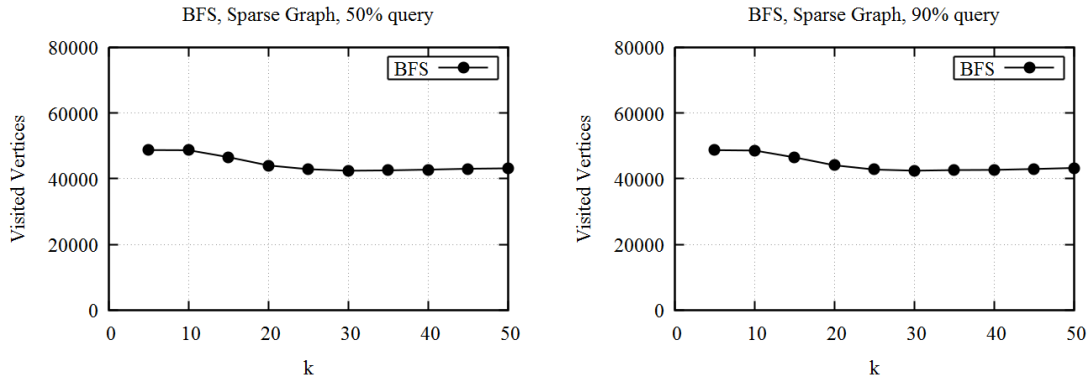 BFS, Sparse Graph, 50% query
80000
60000
40000
20000
0
Visited Vertices
BFS
0 10 20 30 40 50
k
BFS, Sparse Graph, 90% query
80000
60000
40000
20000
0
Visited Vertices
BFS
0 10 20 30 40 50
k